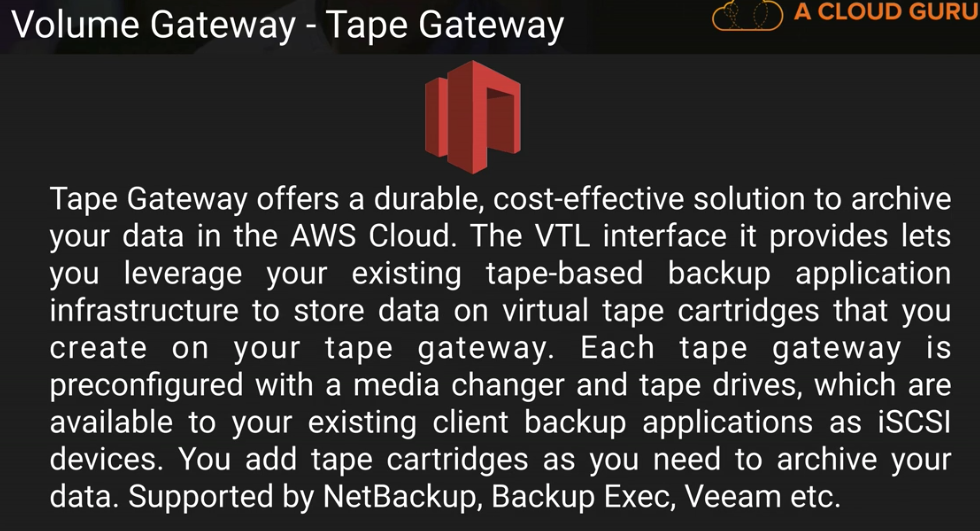 Volume Gateway - Tape Gateway
A CLOUD GURU
Tape Gateway offers a durable, cost-effective solution to archive
your data in the AWS Cloud. The VTL interface it provides lets
you leverage your existing tape-based backup application
infrastructure to store data on virtual tape cartridges that you
create on your tape gateway. Each tape gateway is
preconfigured with a media changer and tape drives, which are
available to your existing client backup applications as iSCSI
devices. You add tape cartridges as you need to archive your
data. Supported by NetBackup, Backup Exec, Veeam etc.